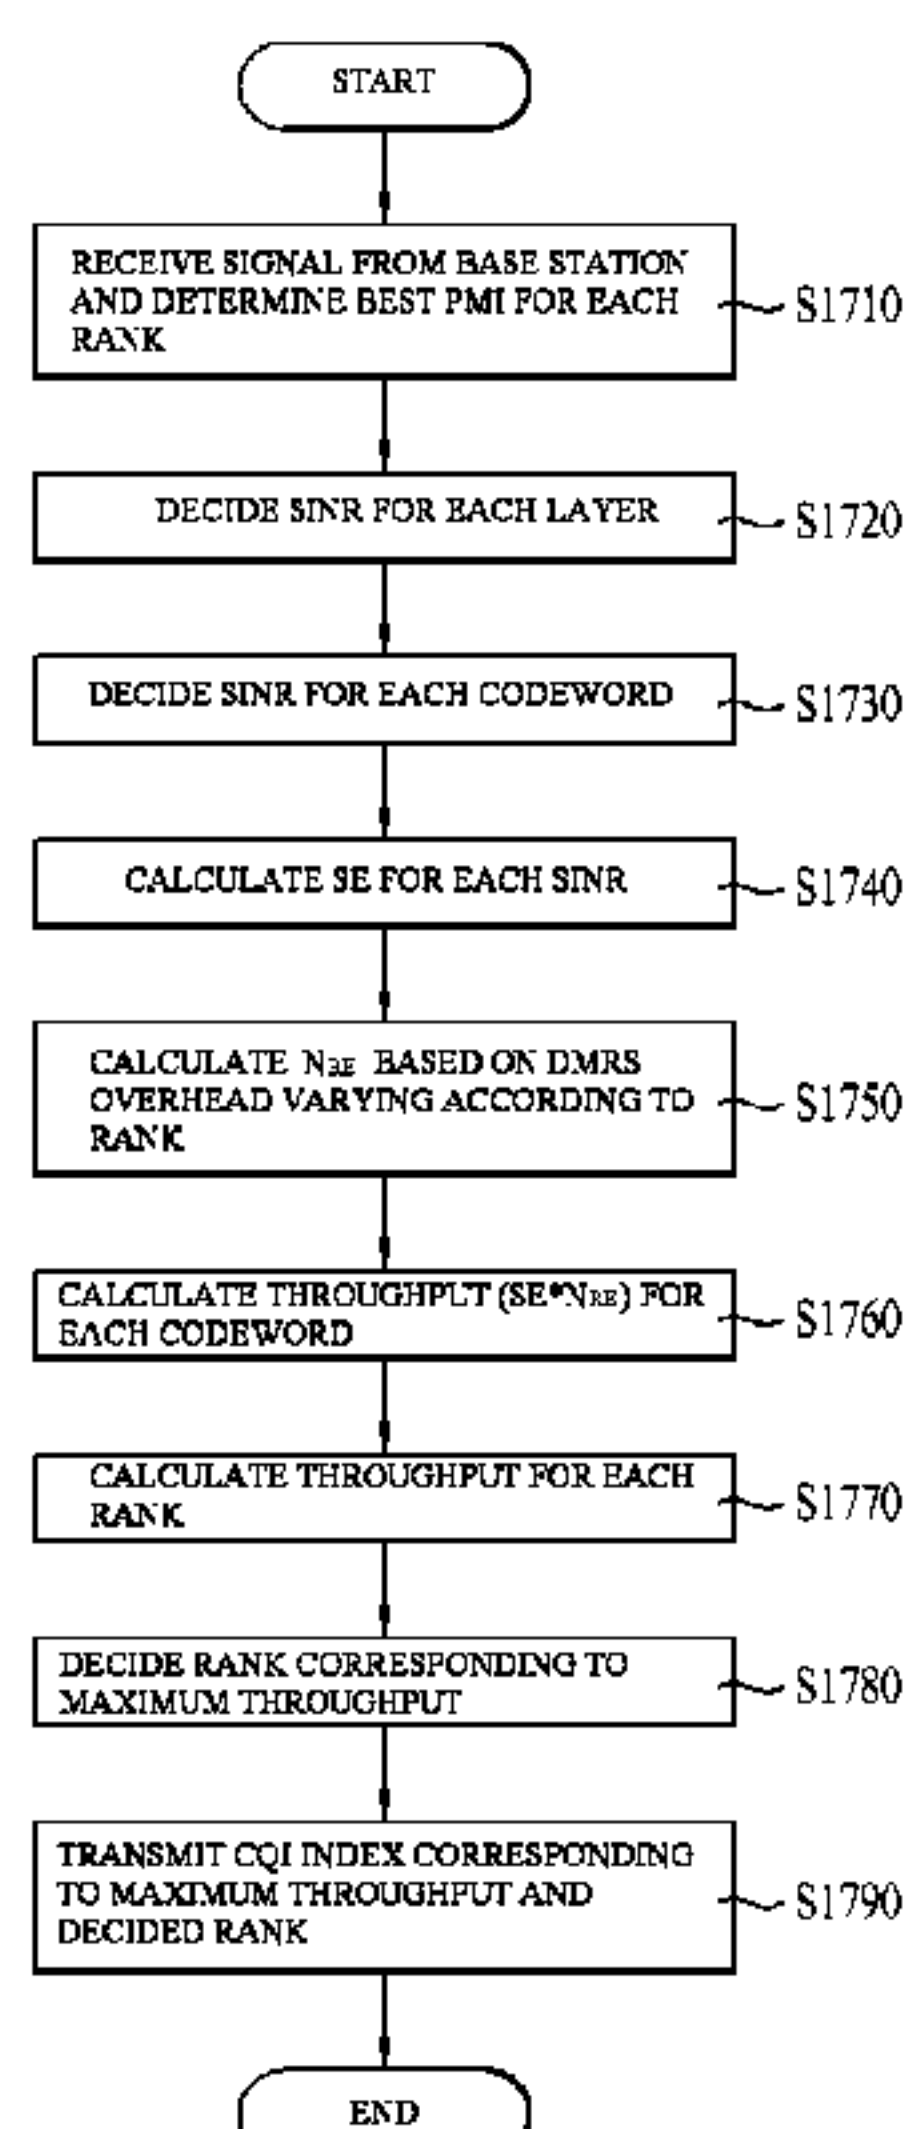 START
RECEIVE SIGNAL FROM BASE STATION
AND DETERMINE BEST PMI FOR EACH
RANK
S1710
DECIDE SINR FOR EACH LAYER
S1720
DECIDE SINR FOR EACH CODEWORD
S1730
CALCULATE SE FOR EACH SINR
S1740
CALCULATE NRE BASED ON DMRS
OVERHEAD VARYING ACCORDING TO
RANK
S1750
CALCULATE THROUGHPUT (SE*NRE) FOR
EACH CODEWORD
S1760
CALCULATE THROUGHPUT FOR EACH
RANK
S1770
DECIDE RANK CORRESPONDING TO
MAXIMUM THROUGHPUT
S1780
TRANSMIT CQI INDEX CORRESPONDING
TO MAXIMUM THROUGHPUT AND
DECIDED RANK
S1790
END